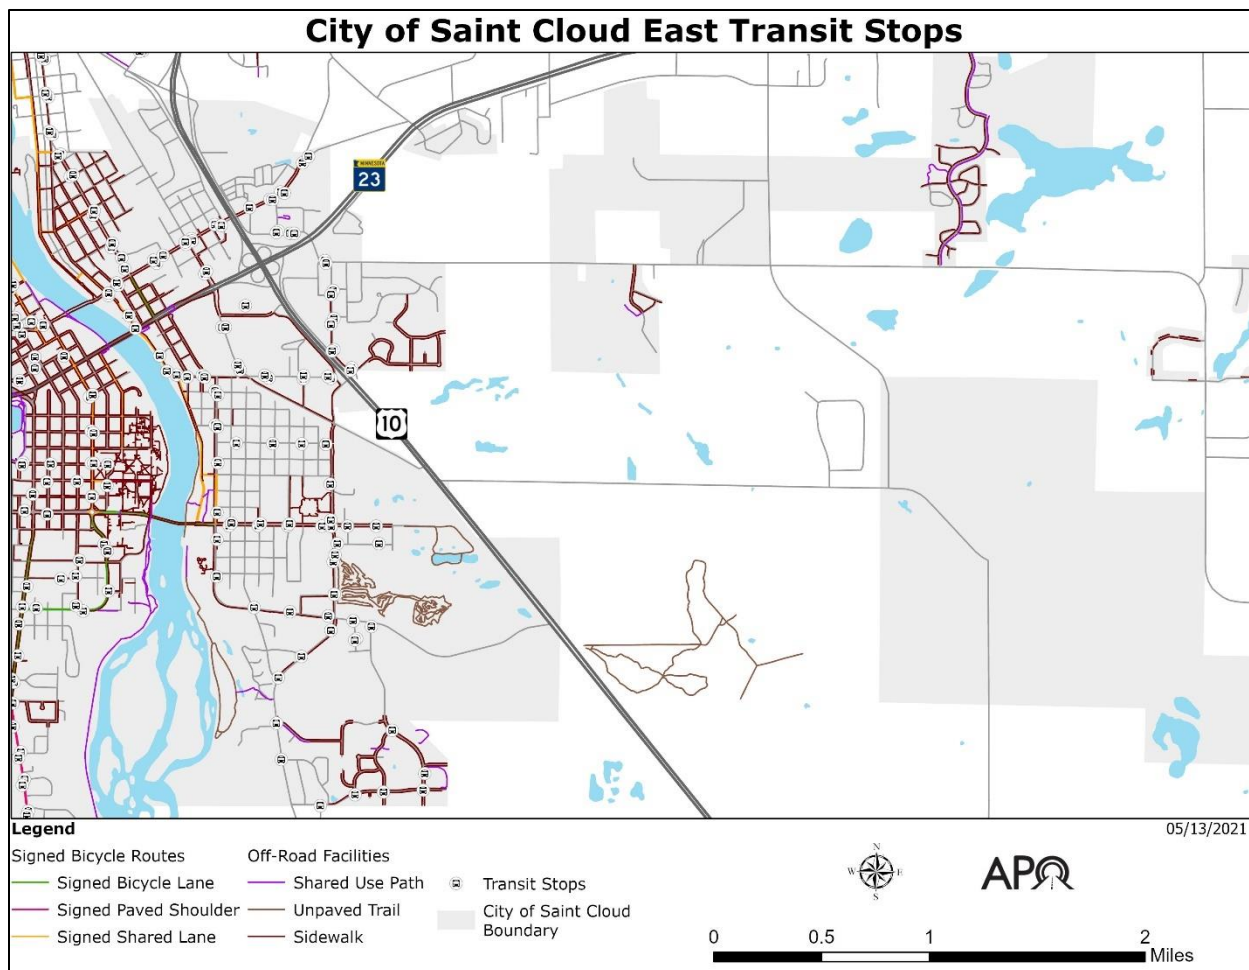 City of Saint Cloud East Transit Stops
MINNESOTA
23
10
Legend
05/13/2021
Signed Bicycle Routes
Off-Road Facilities
Signed Bicycle Lane
Shared Use Path
Transit Stops
Signed Paved Shoulder
Unpaved Trail
City of Saint Cloud
Boundary
Signed Shared Lane
Sidewalk
N
W
E
S
APO
0 0.5 1 2
Miles